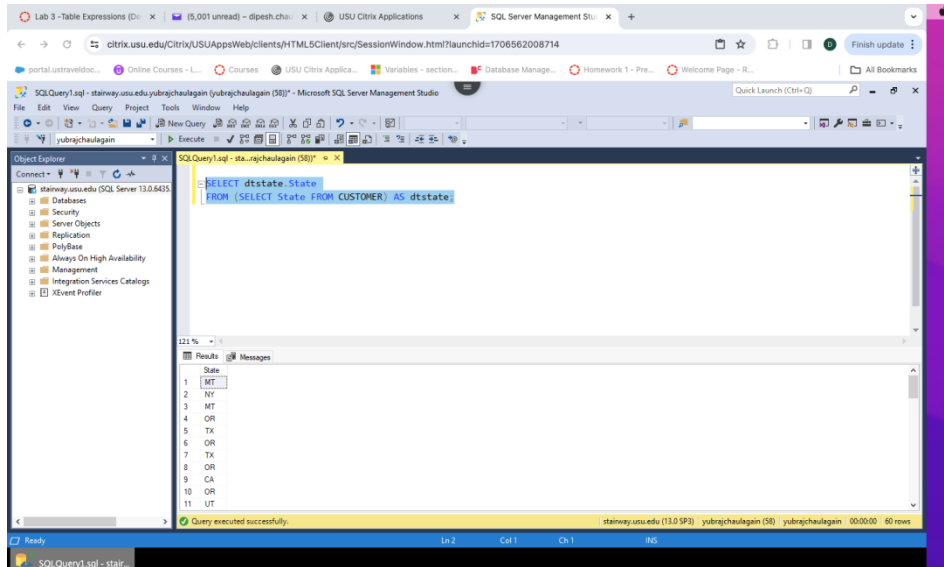 Lab 3 -Table Expressions (De
(5,001 unread) – dipesh.chau
USU Citrix Applications
SQL Server Management Stu
citrix.usu.edu/Citrix/USUAppsWeb/clients/HTML5Client/src/SessionWindow.html?launchid=1706562008714
Finish update
portal.ustraveldoc...
Online Courses - L...
Courses
USU Citrix Applica...
Variables - section...
Database Manage...
Homework 1 - Pre...
Welcome Page - R...
All Bookmarks
SQLQuery1.sql - stairway.usu.edu.yubrajchaulagain (yubrajchaulagain (58))* - Microsoft SQL Server Management Studio
Quick Launch (Ctrl+Q)
File Edit View Query Project Tools Window Help
New Query
yubrajchaulagain
Execute
Object Explorer
SQLQuery1.sql - sta...rajchaulagain (58))*
Connect
stairway.usu.edu (SQL Server 13.0.6435.
Databases
Security
Server Objects
Replication
PolyBase
Always On High Availability
Management
Integration Services Catalogs
XEvent Profiler
SELECT dtstate.State
FROM (SELECT State FROM CUSTOMER) AS dtstate;
121 %
Results Messages
State
1 MT
2 NY
3 MT
4 OR
5 TX
6 OR
7 TX
8 OR
9 CA
10 OR
11 UT
Query executed successfully.
stairway.usu.edu (13.0 SP3) yubrajchaulagain (58) yubrajchaulagain 00:00:00 60 rows
Ready Ln 2 Col 1 Ch 1 INS
SQLQuery1.sql - stair...